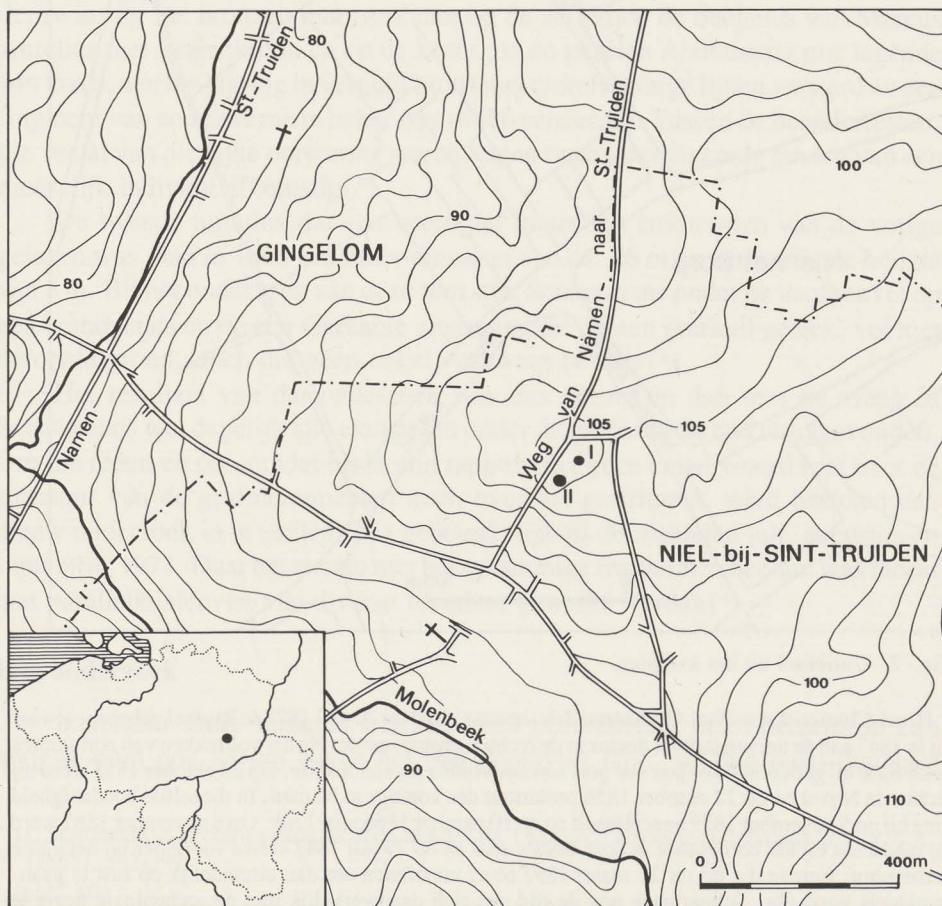 80
St-Truiden
100
Weg van Namen naar St-Truiden
90
GINGELOM
80
Namen
105
105
I
II
NIEL-bij-SINT-TRUIDEN
100
Molenbeek
90
110
0 400m